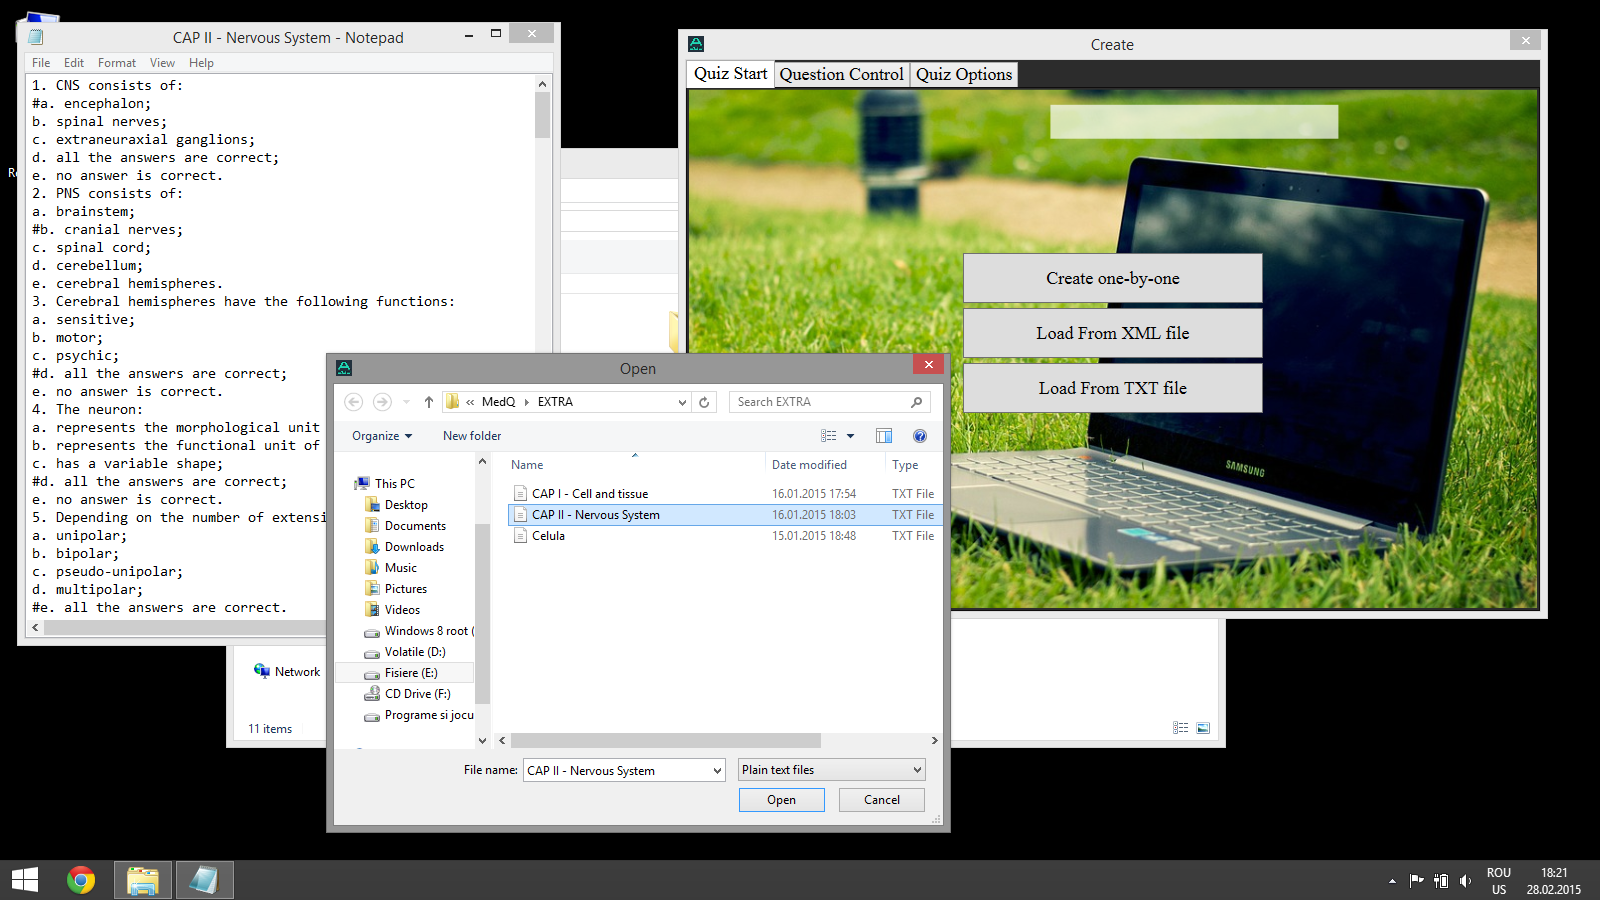 CAP II - Nervous System - Notepad
File Edit Format View Help
1. CNS consists of:
#a. encephalon;
b. spinal nerves;
c. extraneuraxial ganglions;
d. all the answers are correct;
e. no answer is correct.
2. PNS consists of:
a. brainstem;
#b. cranial nerves;
c. spinal cord;
d. cerebellum;
e. cerebral hemispheres.
3. Cerebral hemispheres have the following functions:
a. sensitive;
b. motor;
c. psychic;
#d. all the answers are correct;
e. no answer is correct.
4. The neuron:
a. represents the morphological unit
b. represents the functional unit of
c. has a variable shape;
#d. all the answers are correct;
e. no answer is correct.
5. Depending on the number of extensi
a. unipolar;
b. bipolar;
c. pseudo-unipolar;
d. multipolar;
#e. all the answers are correct.
Create
Quiz Start Question Control Quiz Options
Create one-by-one
Load From XML file
Load From TXT file
SAMSUNG
Open
« MedQ EXTRA
Search EXTRA
Organize New folder
Name Date modified Type
CAP I - Cell and tissue 16.01.2015 17:54 TXT File
CAP II - Nervous System 16.01.2015 18:03 TXT File
Celula 15.01.2015 18:48 TXT File
This PC
Desktop
Documents
Downloads
Music
Pictures
Videos
Windows 8 root (
Volatile (D:)
Fisiere (E:)
CD Drive (F:)
Programe si jocu
File name: CAP II - Nervous System Plain text files
Open Cancel
Network
11 items
ROU
US
18:21
28.02.2015